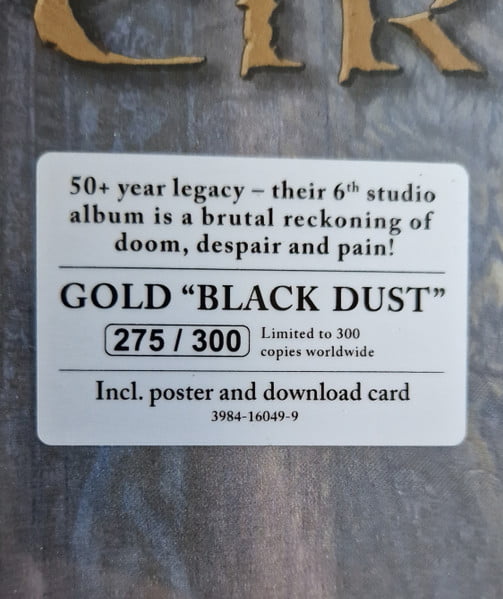 CIR
50+ year legacy – their 6th studio
album is a brutal reckoning of
doom, despair and pain!
GOLD “BLACK DUST”
275 / 300
Limited to 300
copies worldwide
Incl. poster and download card
3984-16049-9